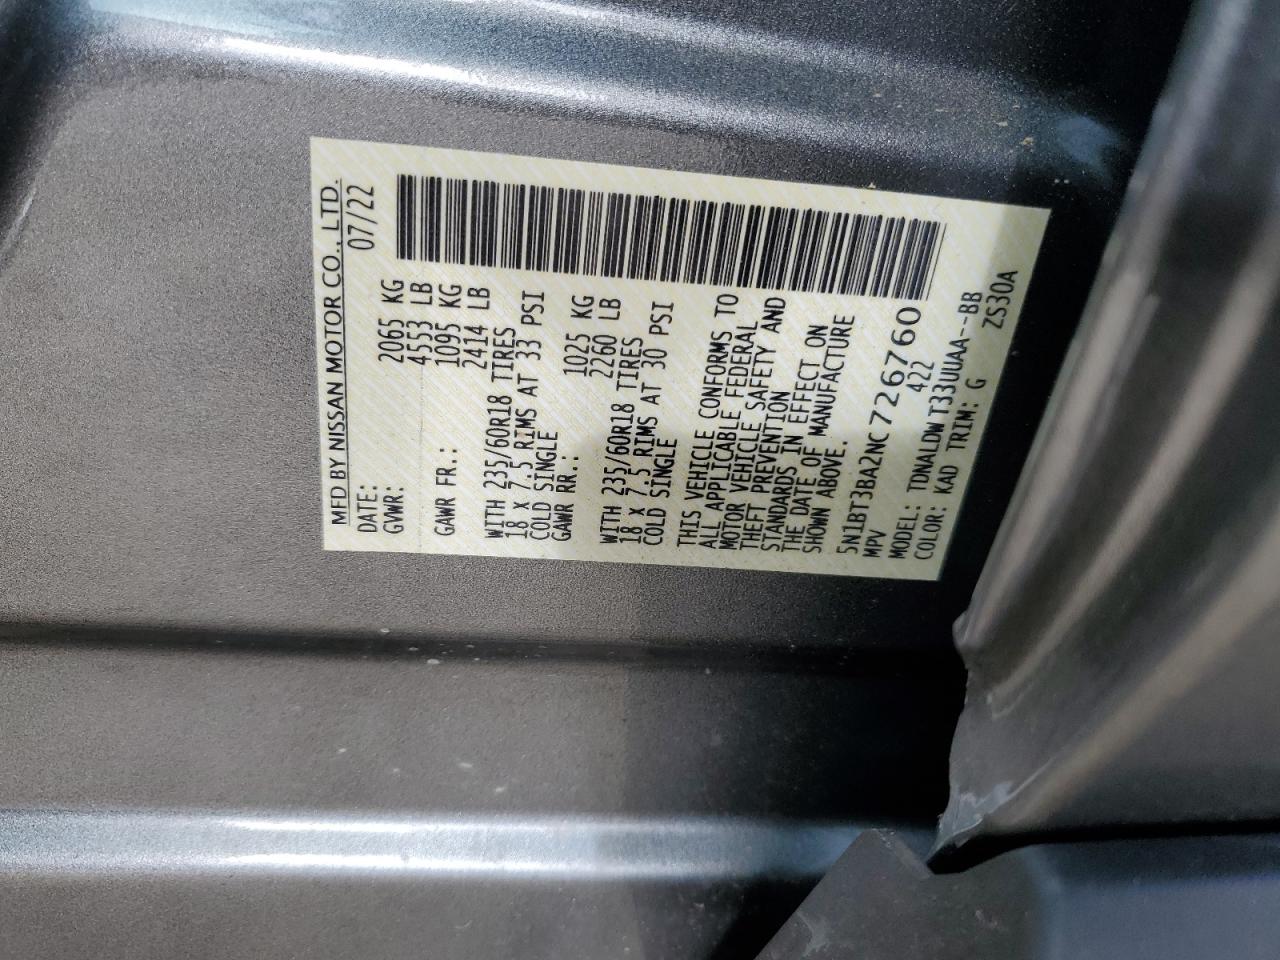 MFD BY NISSAN MOTOR CO., LTD.
DATE: 07/22
GVWR: 2065 KG
4553 LB
GAWR FR.: 1095 KG
2414 LB
WITH 235/60R18 TIRES
18 X 7.5 RIMS AT 33 PSI
COLD SINGLE
GAWR RR.: 1025 KG
2260 LB
WITH 235/60R18 TIRES
18 X 7.5 RIMS AT 30 PSI
COLD SINGLE
THIS VEHICLE CONFORMS TO
ALL APPLICABLE FEDERAL
MOTOR VEHICLE SAFETY AND
THEFT PREVENTION
STANDARDS IN EFFECT ON
THE DATE OF MANUFACTURE
SHOWN ABOVE.
5N1BT3BA2NC726760
MPV 422
MODEL: TDNALDWT33UUAA--BB
COLOR: KAD TRIM: G ZS30A